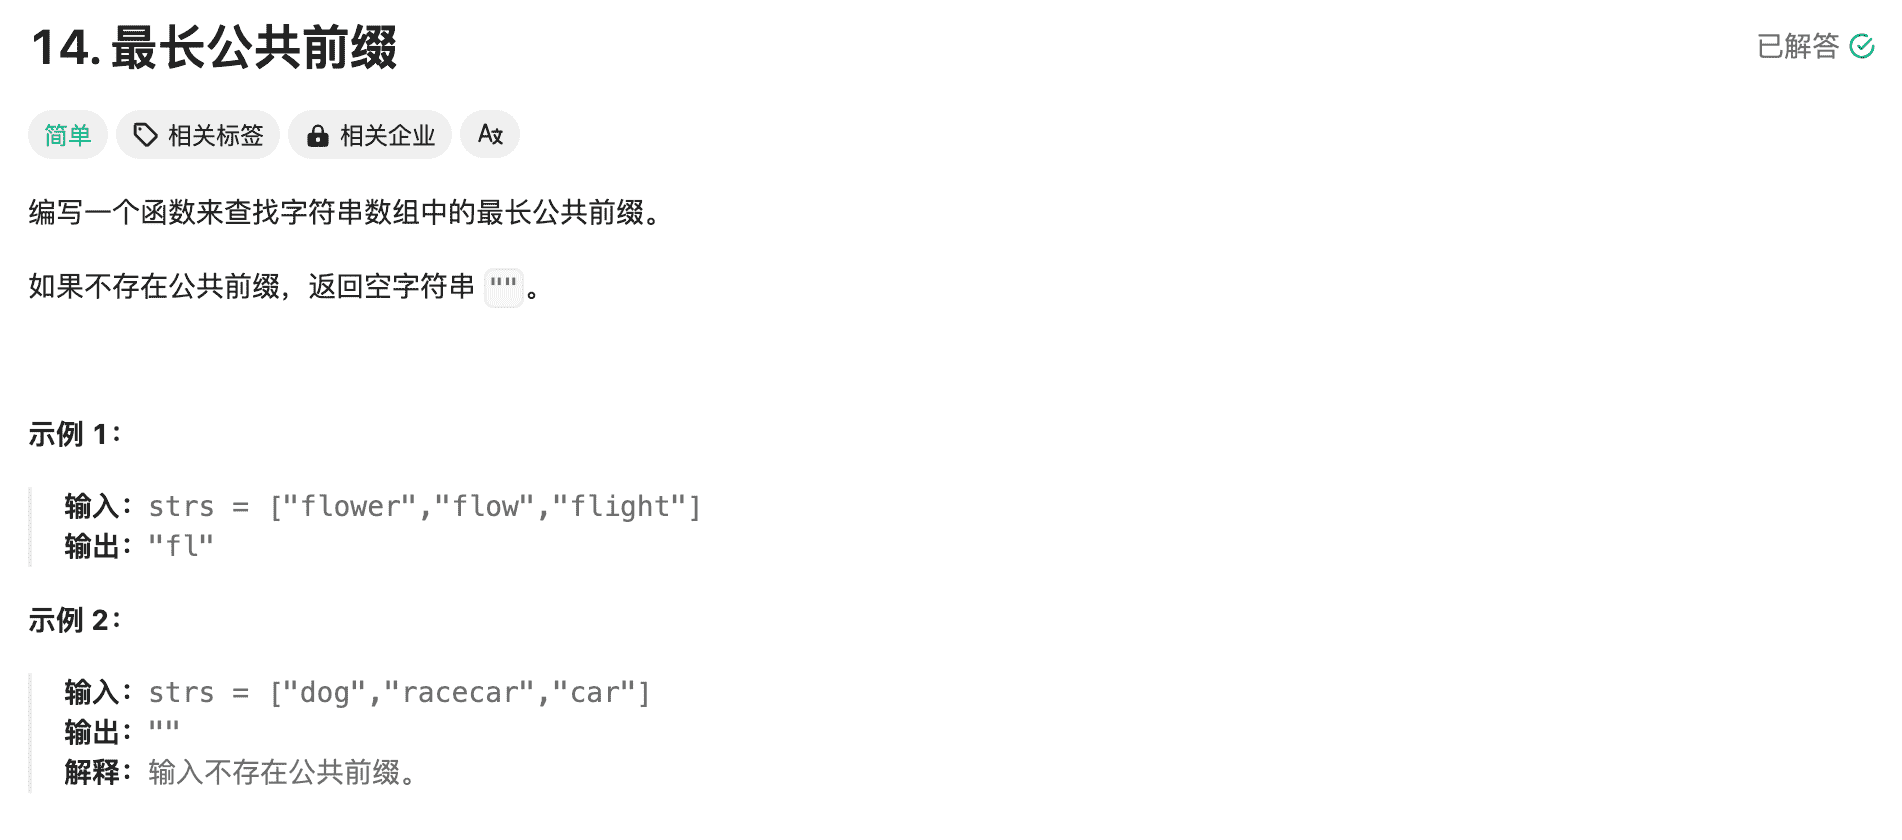 14. 最长公共前缀
已解答
简单 相关标签 相关企业
编写一个函数来查找字符串数组中的最长公共前缀。
如果不存在公共前缀，返回空字符串 ""。
示例 1：
输入：strs = ["flower","flow","flight"]
输出："fl"
示例 2：
输入：strs = ["dog","racecar","car"]
输出：""
解释：输入不存在公共前缀。